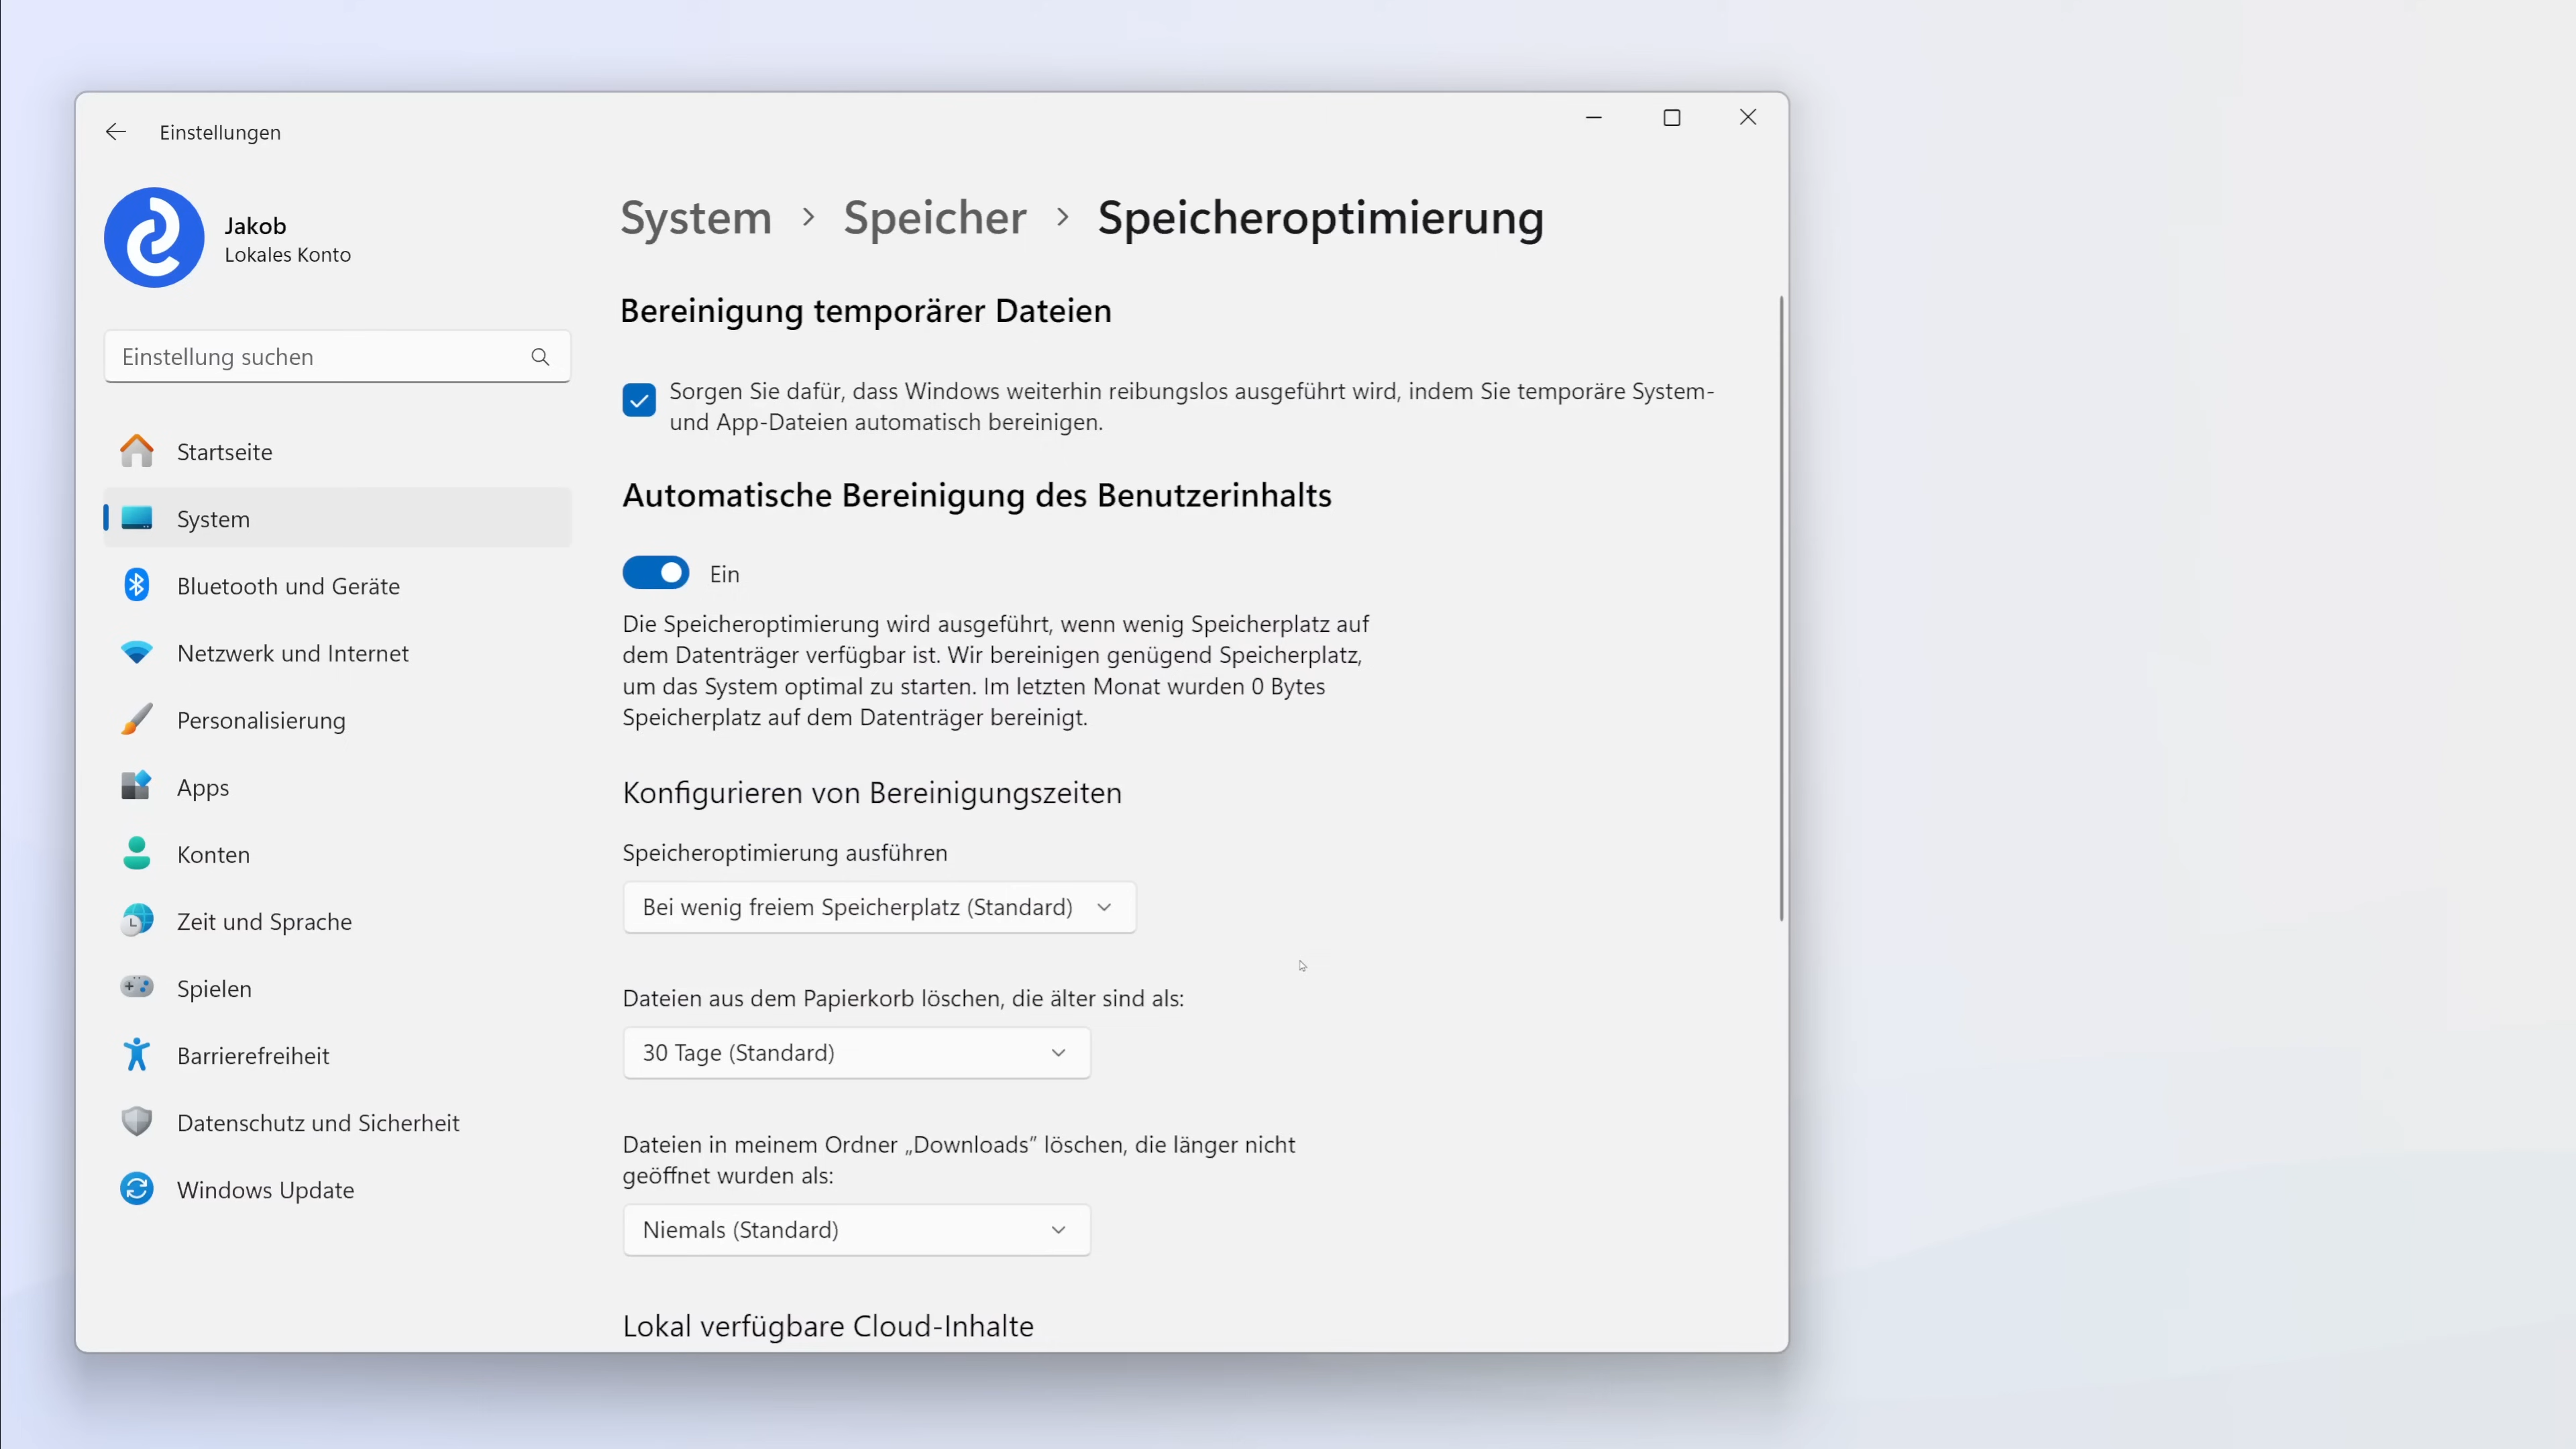 Einstellungen
Jakob
Lokales Konto
Einstellung suchen
Startseite
System
Bluetooth und Geräte
Netzwerk und Internet
Personalisierung
Apps
Konten
Zeit und Sprache
Spielen
Barrierefreiheit
Datenschutz und Sicherheit
Windows Update
System > Speicher > Speicheroptimierung
Bereinigung temporärer Dateien
Sorgen Sie dafür, dass Windows weiterhin reibungslos ausgeführt wird, indem Sie temporäre System-
und App-Dateien automatisch bereinigen.
Automatische Bereinigung des Benutzerinhalts
Ein
Die Speicheroptimierung wird ausgeführt, wenn wenig Speicherplatz auf
dem Datenträger verfügbar ist. Wir bereinigen genügend Speicherplatz,
um das System optimal zu starten. Im letzten Monat wurden 0 Bytes
Speicherplatz auf dem Datenträger bereinigt.
Konfigurieren von Bereinigungszeiten
Speicheroptimierung ausführen
Bei wenig freiem Speicherplatz (Standard)
Dateien aus dem Papierkorb löschen, die älter sind als:
30 Tage (Standard)
Dateien in meinem Ordner „Downloads” löschen, die länger nicht
geöffnet wurden als:
Niemals (Standard)
Lokal verfügbare Cloud-Inhalte